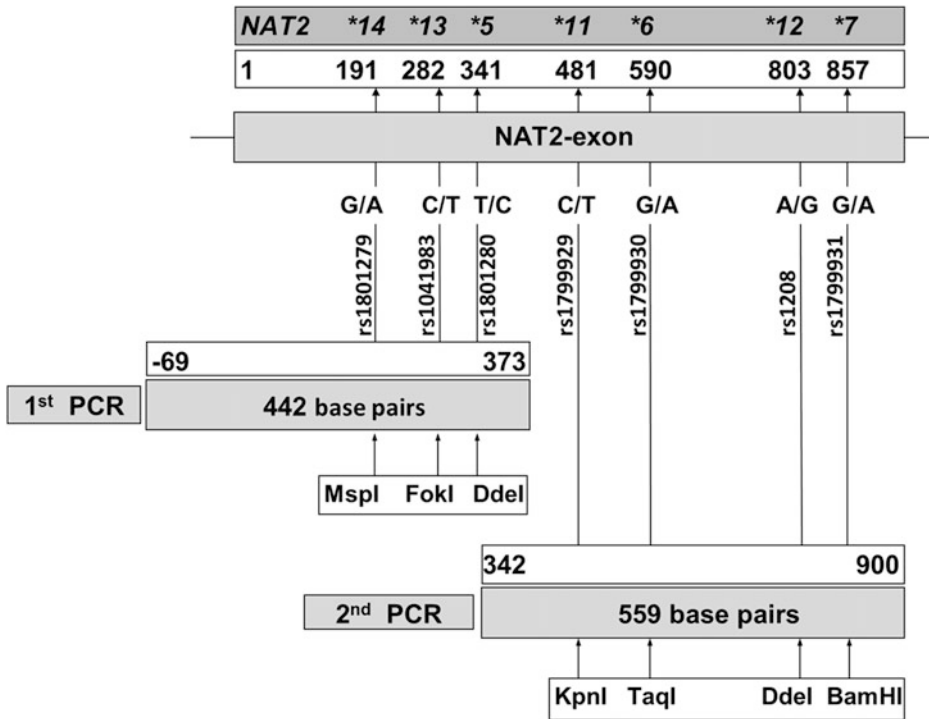 NAT2 *14 *13 *5 *11 *6 *12 *7
1 191 282 341 481 590 803 857
NAT2-exon
G/A C/T T/C C/T G/A A/G G/A
rs1801279
rs1041983
rs1801280
rs1799929
rs1799930
rs1208
rs1799931
-69 373
1st PCR 442 base pairs
MspI FokI DdeI
342 900
2nd PCR 559 base pairs
KpnI TaqI DdeI BamHI